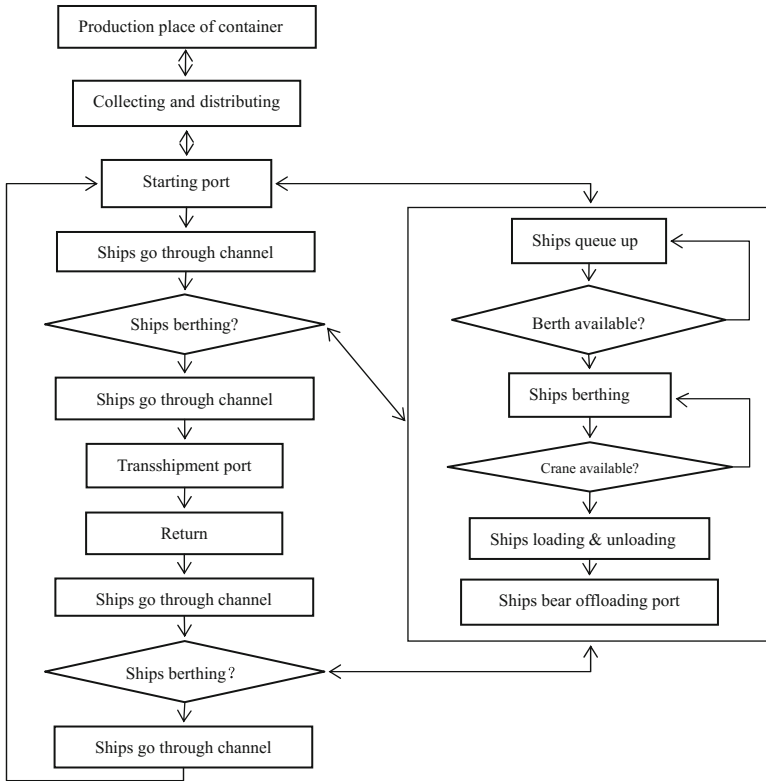 Production place of container
Collecting and distributing
Starting port
Ships go through channel
Ships berthing?
Ships go through channel
Transshipment port
Return
Ships go through channel
Ships berthing?
Ships go through channel
Ships queue up
Berth available?
Ships berthing
Crane available?
Ships loading & unloading
Ships bear offloading port